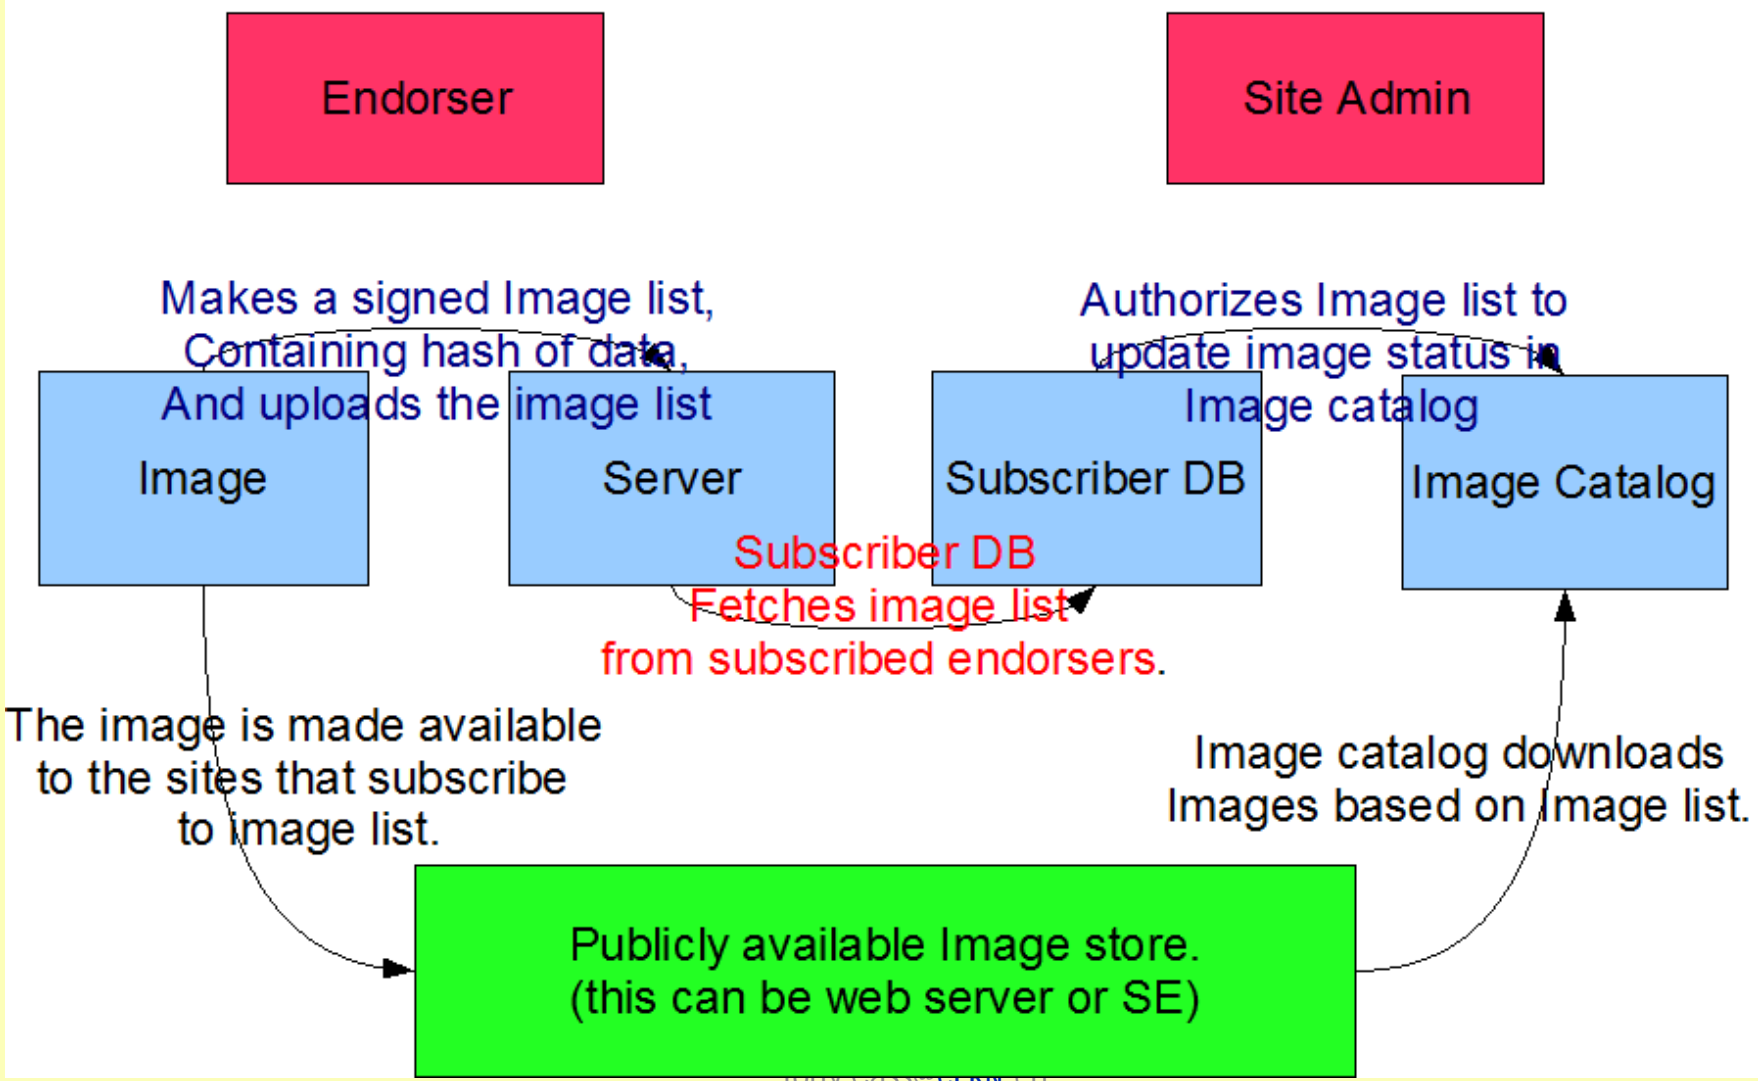 Endorser
Site Admin
Makes a signed Image list,
Containing hash of data,
And uploads the image list
Authorizes Image list to
update image status in
Image catalog
Image
Server
Subscriber DB
Image Catalog
Subscriber DB
Fetches image list
from subscribed endorsers.
The image is made available
to the sites that subscribe
to image list.
Image catalog downloads
Images based on Image list.
Publicly available Image store.
(this can be web server or SE)